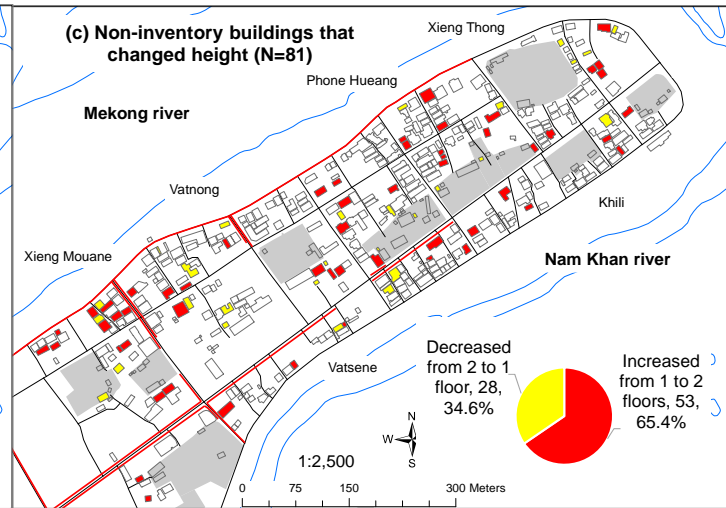 (c) Non-inventory buildings that
changed height (N=81)
Xieng Thong
Phone Hueang
Mekong river
Vatnong
Khili
Xieng Mouane
Nam Khan river
Vatsene
Decreased
from 2 to 1
floor, 28,
34.6%
Increased
from 1 to 2
floors, 53,
65.4%
N
W
S
1:2,500
0 75 150 300 Meters